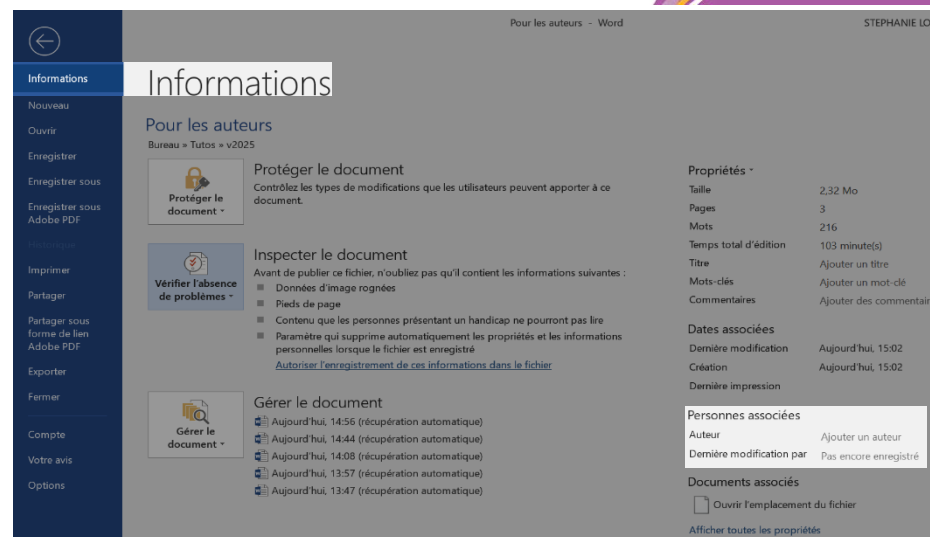 Pour les auteurs - Word
STEPHANIE LO
Informations
Nouveau
Ouvrir
Enregistrer
Enregistrer sous
Enregistrer sous
Adobe PDF
Historique
Imprimer
Partager
Partager sous
forme de lien
Adobe PDF
Exporter
Fermer
Compte
Votre avis
Options
Informations
Pour les auteurs
Bureau » Tutos » v2025
Protéger le
document
Protéger le document
Contrôlez les types de modifications que les utilisateurs peuvent apporter à ce
document.
Vérifier l'absence
de problèmes
Inspecter le document
Avant de publier ce fichier, n'oubliez pas qu'il contient les informations suivantes :
Données d'image rognées
Pieds de page
Contenu que les personnes présentant un handicap ne pourront pas lire
Paramètre qui supprime automatiquement les propriétés et les informations
personnelles lorsque le fichier est enregistré
Autoriser l'enregistrement de ces informations dans le fichier
Gérer le
document
Gérer le document
Aujourd'hui, 14:56 (récupération automatique)
Aujourd'hui, 14:44 (récupération automatique)
Aujourd'hui, 14:08 (récupération automatique)
Aujourd'hui, 13:57 (récupération automatique)
Aujourd'hui, 13:47 (récupération automatique)
Propriétés
Taille 2,32 Mo
Pages 3
Mots 216
Temps total d'édition 103 minute(s)
Titre Ajouter un titre
Mots-clés Ajouter un mot-clé
Commentaires Ajouter des commentair
Dates associées
Dernière modification Aujourd'hui, 15:02
Création Aujourd'hui, 15:02
Dernière impression
Personnes associées
Auteur Ajouter un auteur
Dernière modification par Pas encore enregistré
Documents associés
Ouvrir l'emplacement du fichier
Afficher toutes les propriétés